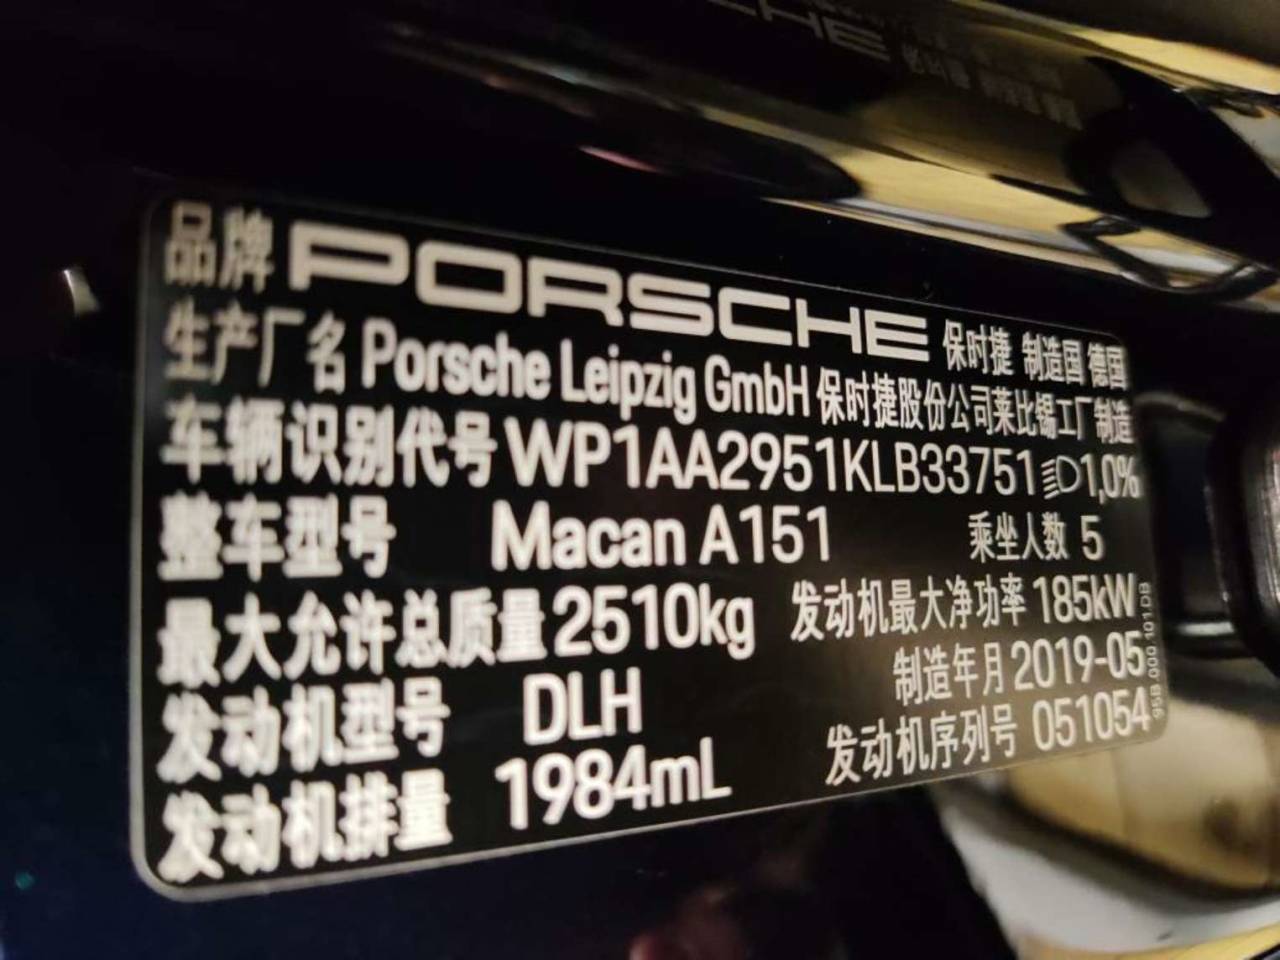 品牌 PORSCHE 保时捷 制造国 德国
生产厂名 Porsche Leipzig GmbH 保时捷股份公司莱比锡工厂制造
车辆识别代号 WP1AA2951KLB33751 1,0%
整车型号 Macan A151 乘坐人数 5
最大允许总质量 2510kg 发动机最大净功率 185kW
发动机型号 DLH 制造年月 2019-05
发动机排量 1984mL 发动机序列号 051054
95B.000.101.DB